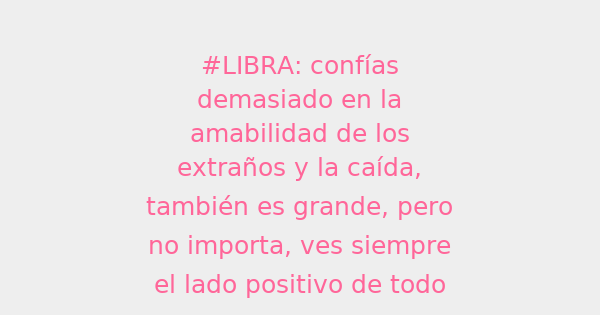 #LIBRA: confías
demasiado en la
amabilidad de los
extraños y la caída,
también es grande, pero
no importa, ves siempre
el lado positivo de todo